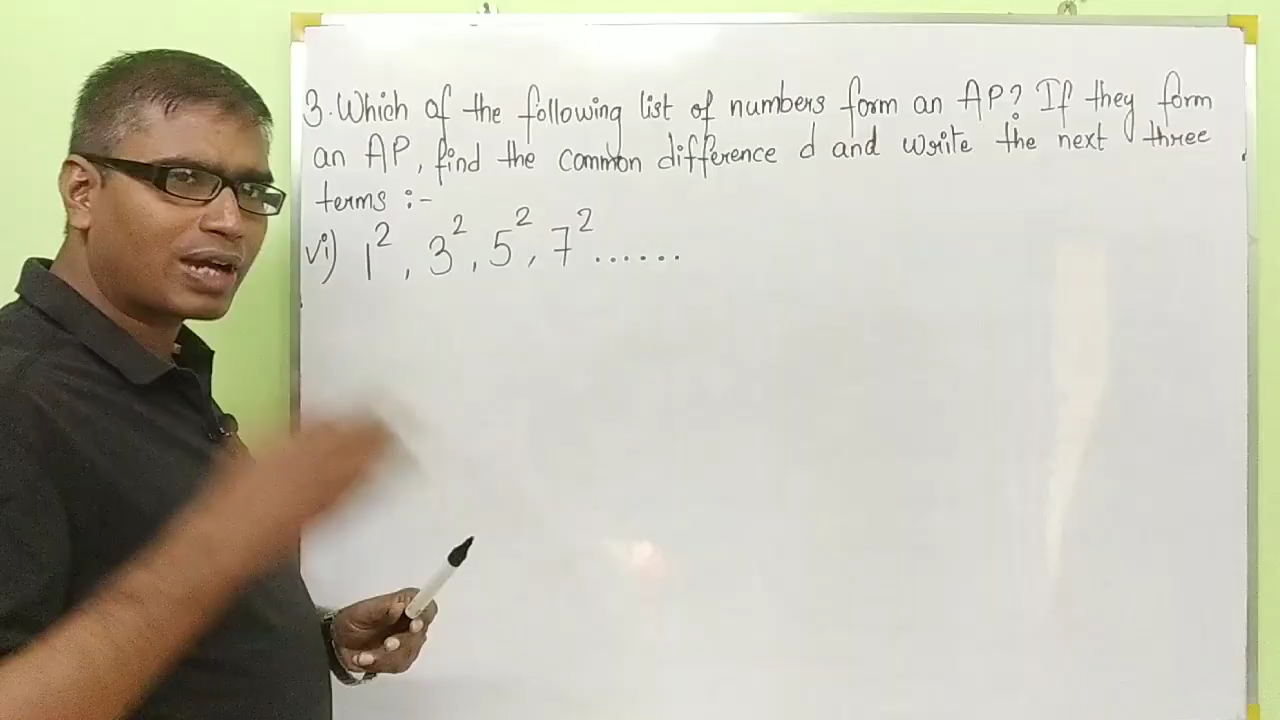 3. Which of the following list of numbers form an AP? If they form
an AP, find the common difference d and write the next three
terms :-
vi) 1², 3², 5², 7² ......